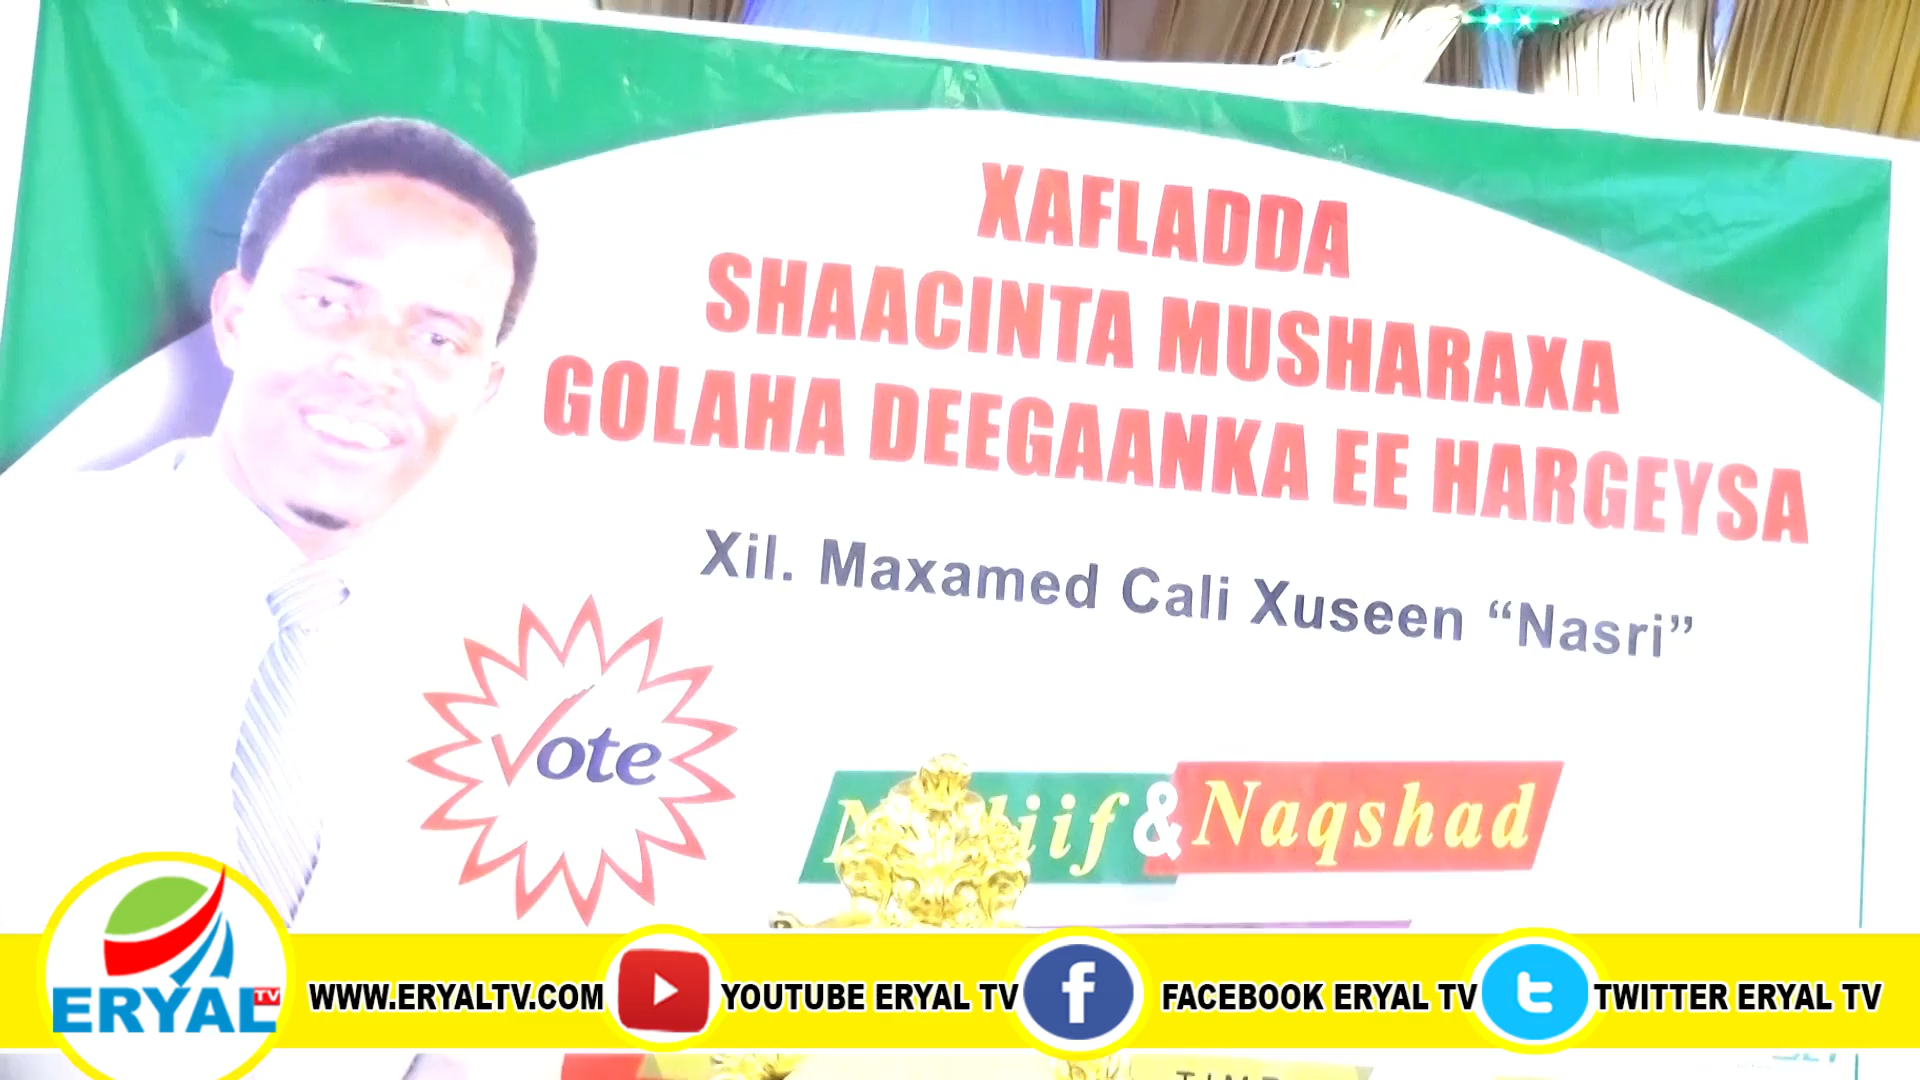 XAFLADDA
SHAACINTA MUSHARAXA
GOLAHA DEEGAANKA EE HARGEYSA
Xil. Maxamed Cali Xuseen “Nasri”
Vote
& Naqshad
ERYAL TV
WWW.ERYALTV.COM
YOUTUBE ERYAL TV
FACEBOOK ERYAL TV
TWITTER ERYAL TV